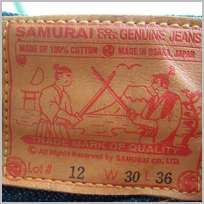 SAMURAI GENUINE JEANS
MADE OF 100% COTTON MADE IN OSAKA, JAPAN
TRADE MARK OF QUALITY
© All Rights Reserved by SAMURAI CO., LTD.
Lot # 12 W 30 L 36